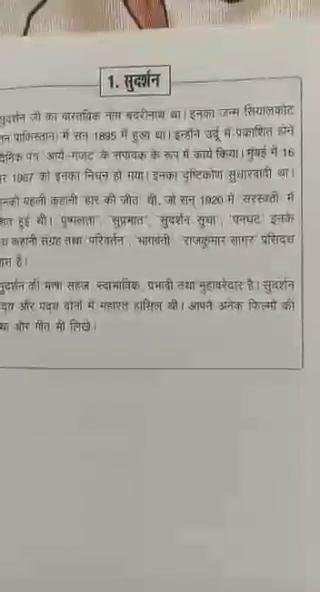 1. सुदर्शन
सुदर्शन जी का वास्तविक नाम बदरीनाथ था। इनका जन्म सियालकोट
पाकिस्तान) में सन 1895 में हुआ था। इन्होंने उर्दू में प्रकाशित होने
दैनिक पत्र आर्य-गजट के संपादक के रूप में कार्य किया। मुंबई में 16
1967 को इनका निधन हो गया। इनका दृष्टिकोण सुधारवादी था।
पहली कहानी हार की जीत थी, जो सन् 1920 में सरस्वती में
हुई थी। पुष्पलता, सुप्रभात, सुदर्शन सुधा, पनघट इनके
कहानी संग्रह तथा परिवर्तन, भागवंती, राजकुमार सागर प्रसिद्ध
हैं।
सुदर्शन की भाषा सहज, स्वाभाविक, प्रभावी तथा मुहावरेदार है। सुदर्शन
और पद्य दोनों में महारत हासिल थी। आपने अनेक फिल्मों की
और गीत भी लिखे।